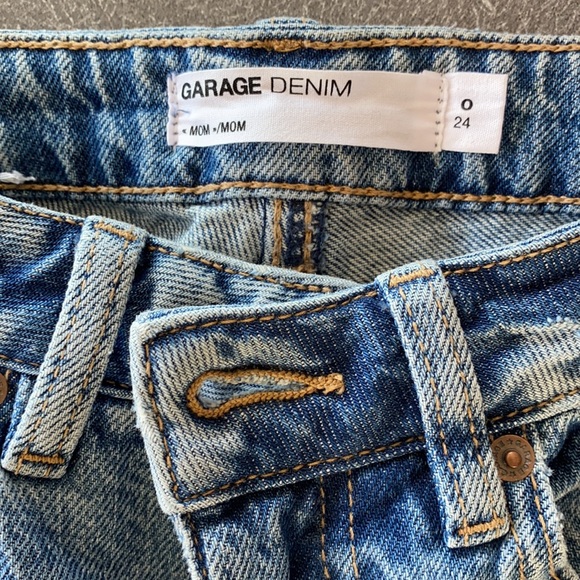 GARAGE DENIM
« MOM »/MOM
0
24